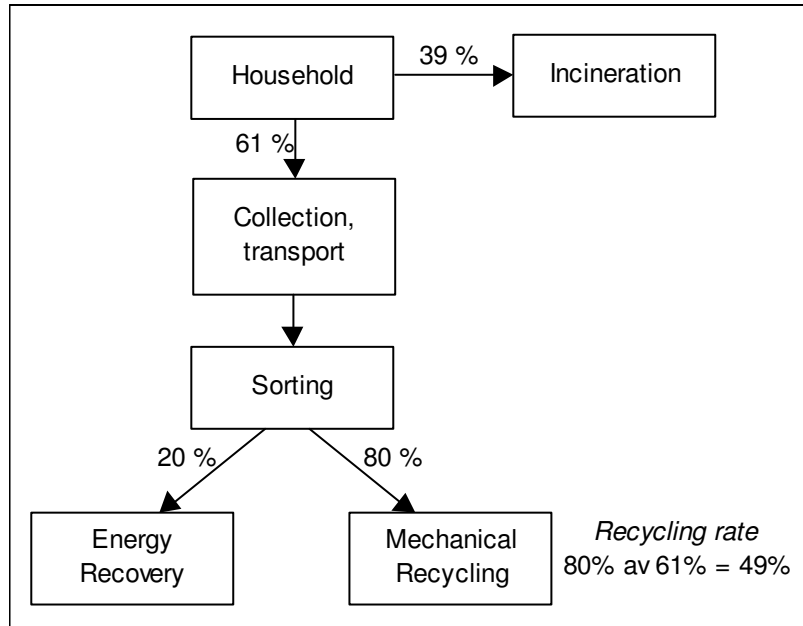 Household
39 %
Incineration
61 %
Collection,
transport
Sorting
20 %
80 %
Energy
Recovery
Mechanical
Recycling
Recycling rate
80% av 61% = 49%